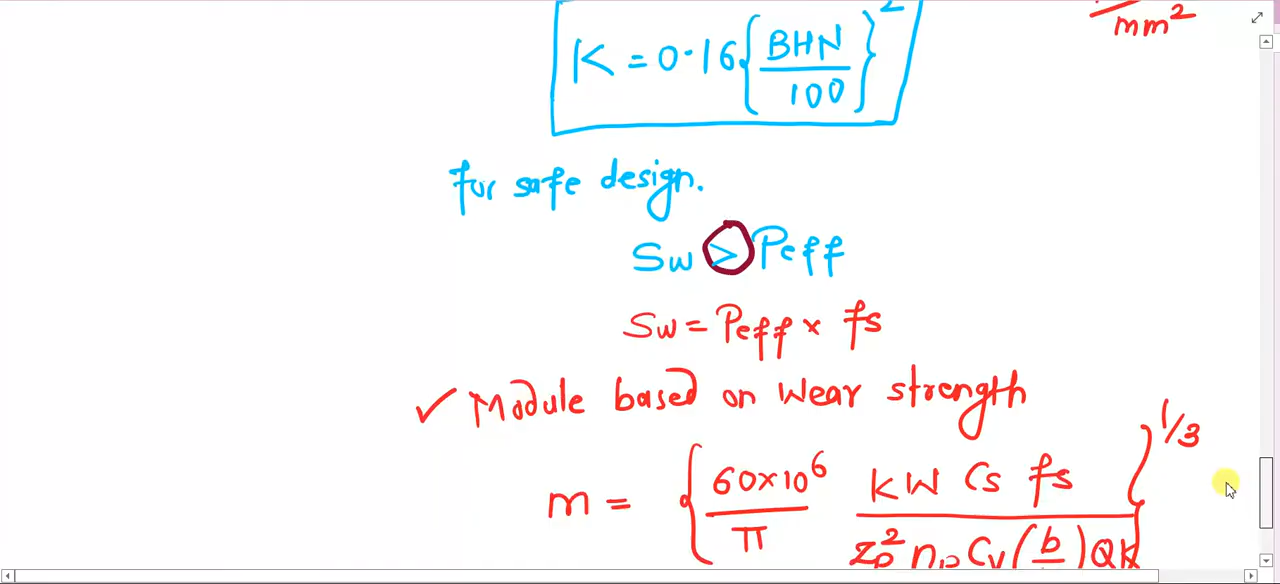 mm²
K = 0.16 { BHN / 100 }²
for safe design.
Sw > Peff
Sw = Peff × fs
✓ Module based on wear strength
m = { 60×10⁶ / π  KW Cs fs / Zp² np Cv (b/ ) QK }^1/3